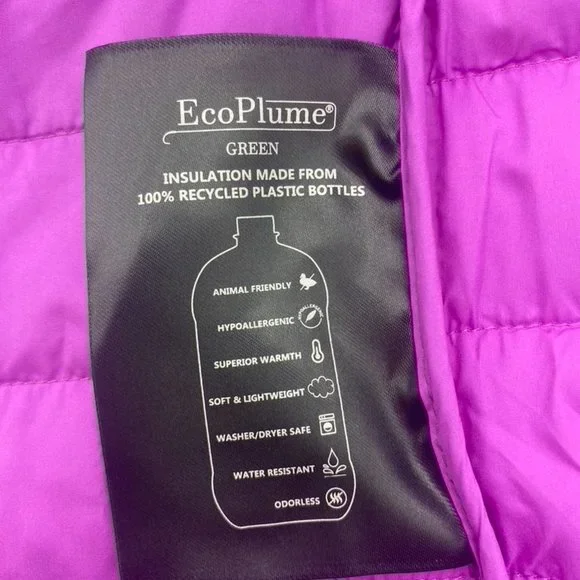 EcoPlume®
GREEN
INSULATION MADE FROM
100% RECYCLED PLASTIC BOTTLES
ANIMAL FRIENDLY
HYPOALLERGENIC
SUPERIOR WARMTH
SOFT & LIGHTWEIGHT
WASHER/DRYER SAFE
WATER RESISTANT
ODORLESS